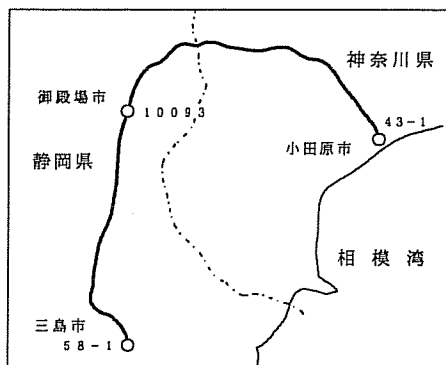 神奈川県
御殿場市
10093
43-1
小田原市
静岡県
相模湾
三島市
58-1